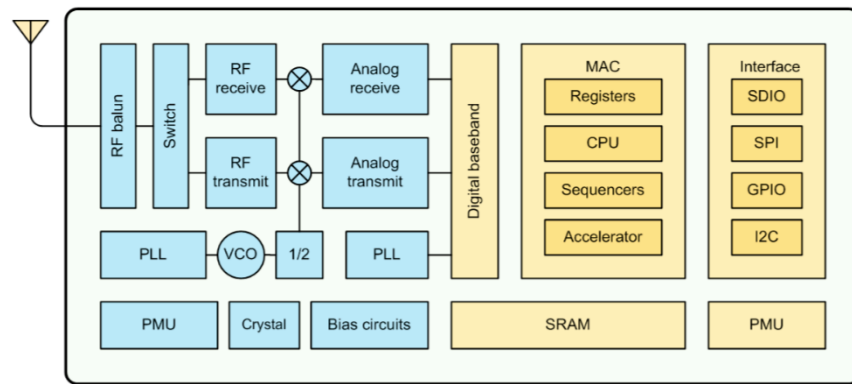 RF balun
Switch
RF
receive
RF
transmit
Analog
receive
Analog
transmit
PLL
VCO
1/2
PLL
Digital baseband
MAC
Registers
CPU
Sequencers
Accelerator
Interface
SDIO
SPI
GPIO
I2C
PMU
Crystal
Bias circuits
SRAM
PMU